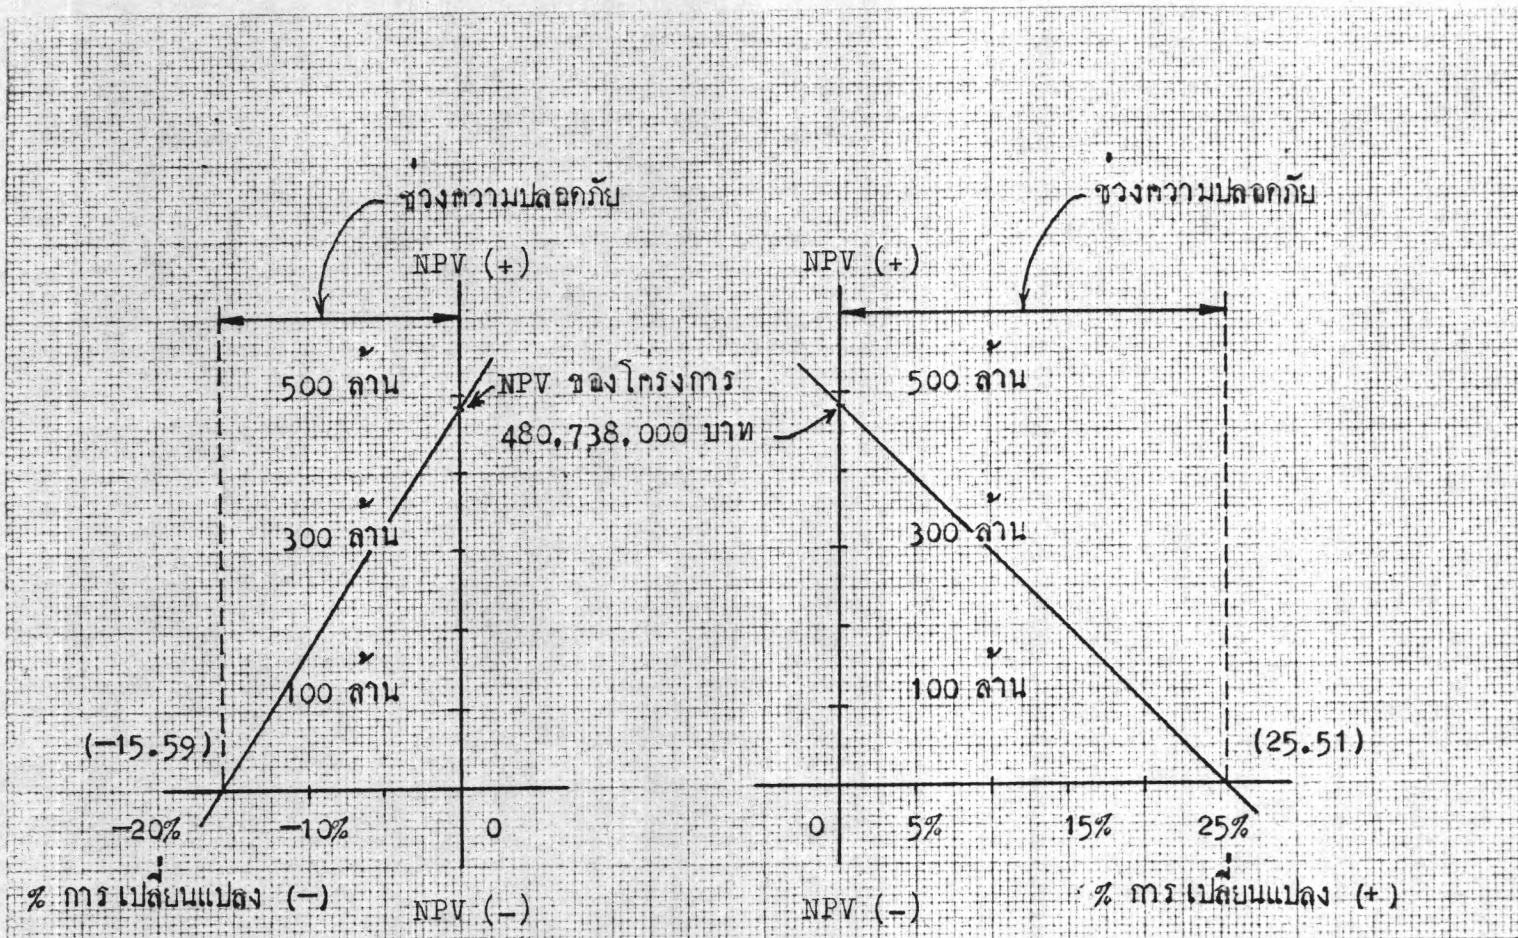 ช่วงความปลอดภัย
NPV (+)
500 ล้าน
NPV ของโครงการ
480,738,000 บาท
300 ล้าน
100 ล้าน
(-15.59)
-20%
-10%
0
% การเปลี่ยนแปลง (-)
NPV (-)
ช่วงความปลอดภัย
NPV (+)
500 ล้าน
300 ล้าน
100 ล้าน
(25.51)
0
5%
15%
25%
% การเปลี่ยนแปลง (+)
NPV (-)